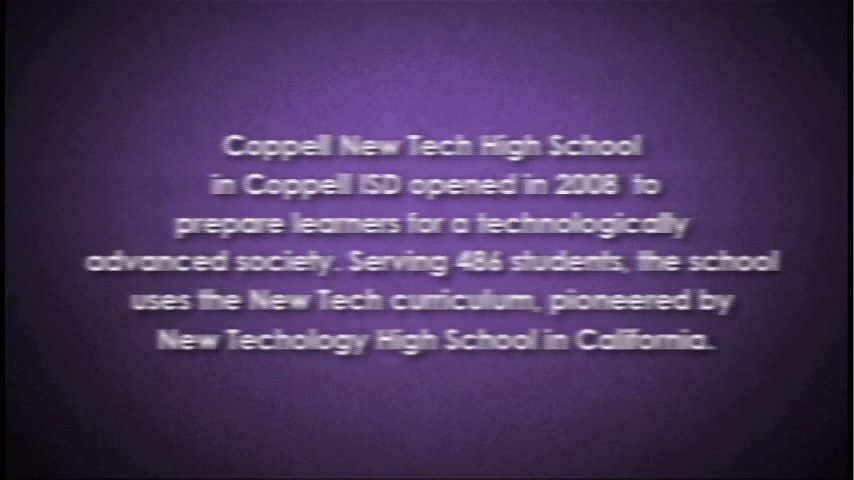 Coppell New Tech High School
in Coppell ISD opened in 2008 to
prepare learners for a technologically
advanced society. Serving 486 students, the school
uses the New Tech curriculum, pioneered by
New Techology High School in California.